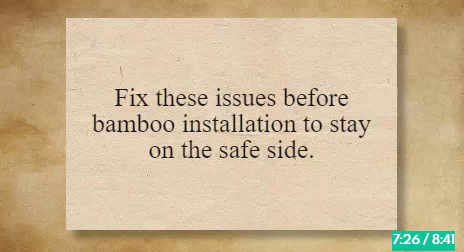 Fix these issues before
bamboo installation to stay
on the safe side.
7:26 / 8:41